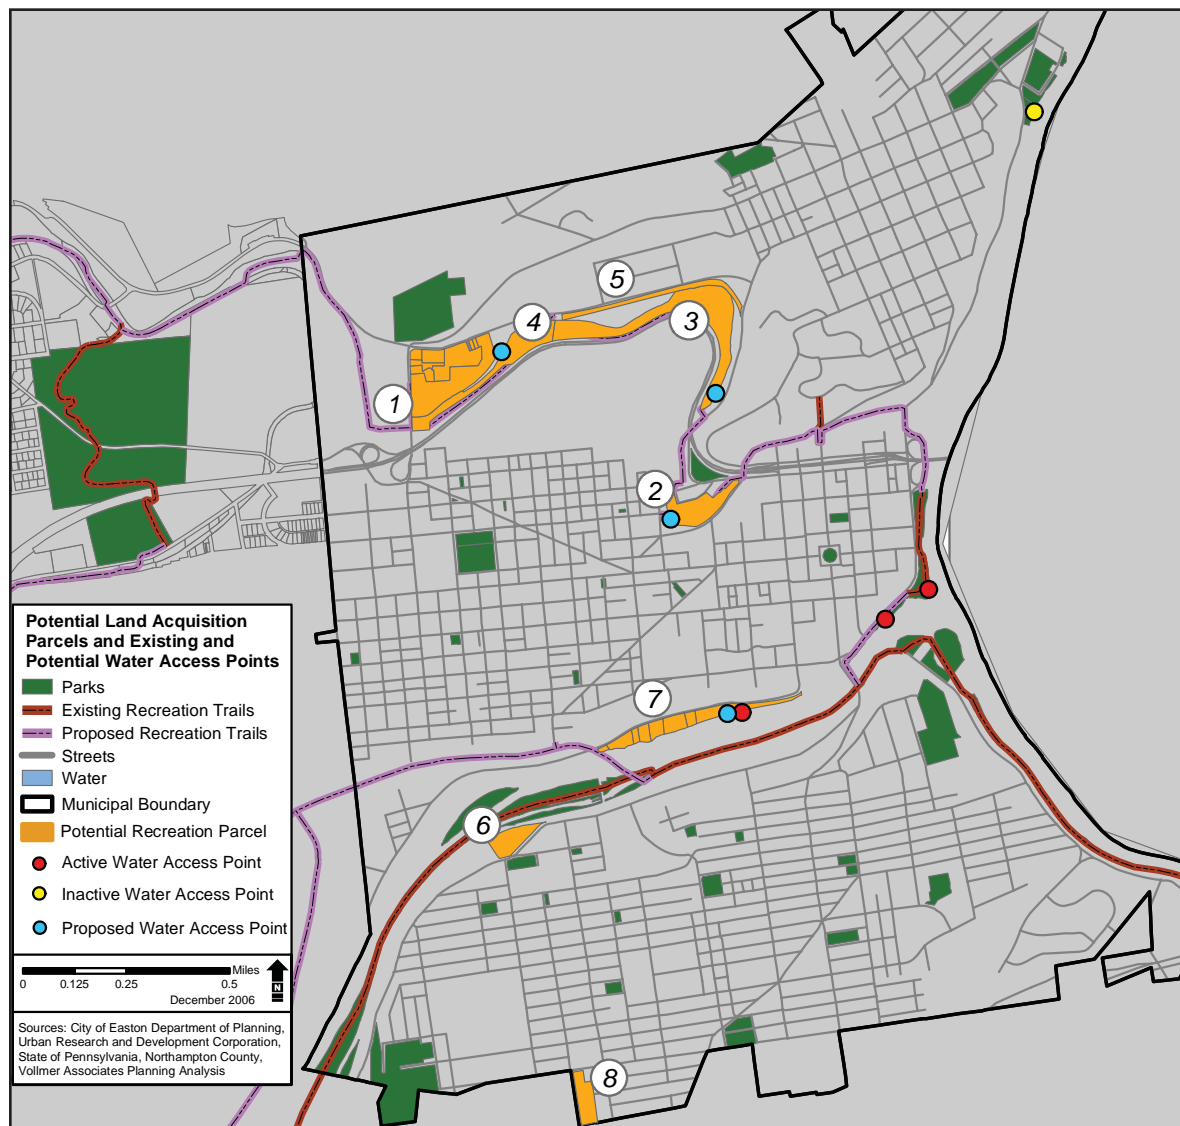 5
4
3
1
2
7
6
8
Potential Land Acquisition
Parcels and Existing and
Potential Water Access Points
Parks
Existing Recreation Trails
Proposed Recreation Trails
Streets
Water
Municipal Boundary
Potential Recreation Parcel
Active Water Access Point
Inactive Water Access Point
Proposed Water Access Point
Miles
0 0.125 0.25 0.5
N
December 2006
Sources: City of Easton Department of Planning,
Urban Research and Development Corporation,
State of Pennsylvania, Northampton County,
Vollmer Associates Planning Analysis